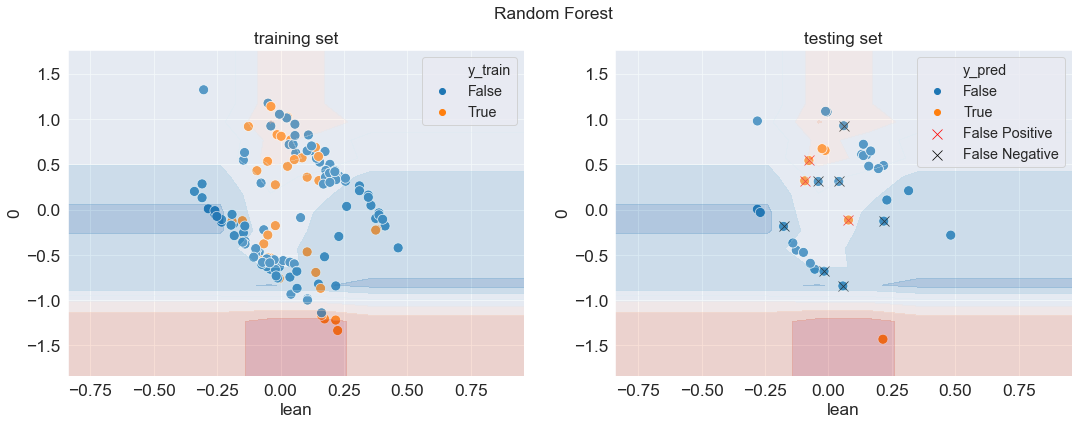 Random Forest
training set
y_train
False
True
1.5
1.0
0.5
0.0
−0.5
−1.0
−1.5
0
−0.75 −0.50 −0.25 0.00 0.25 0.50 0.75
lean
testing set
y_pred
False
True
False Positive
False Negative
1.5
1.0
0.5
0.0
−0.5
−1.0
−1.5
0
−0.75 −0.50 −0.25 0.00 0.25 0.50 0.75
lean